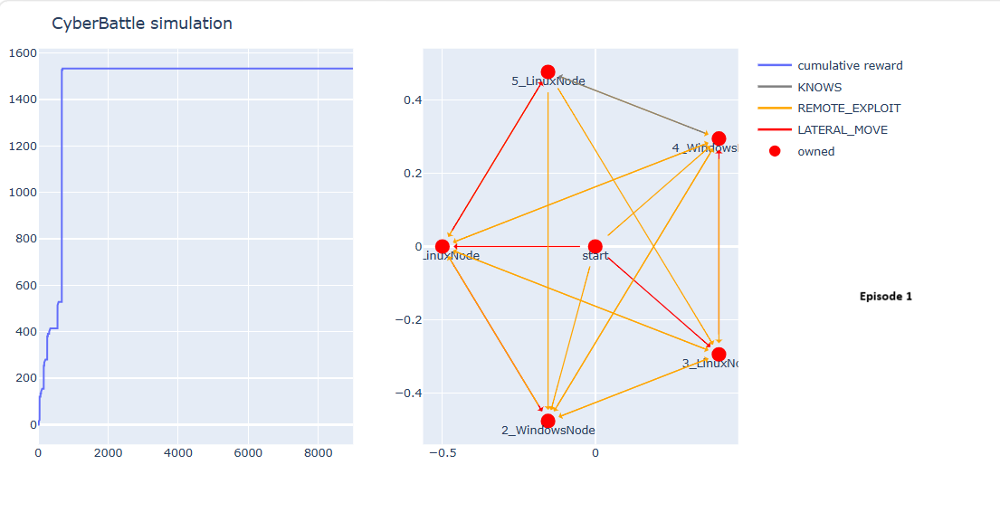 CyberBattle simulation
1600
1400
1200
1000
800
600
400
200
0
0
2000
4000
6000
8000
0.4
0.2
0
−0.2
−0.4
−0.5
0
5_LinuxNode
4_Windows
LinuxNode
start
3_LinuxNo
2_WindowsNode
cumulative reward
KNOWS
REMOTE_EXPLOIT
LATERAL_MOVE
owned
Episode 1